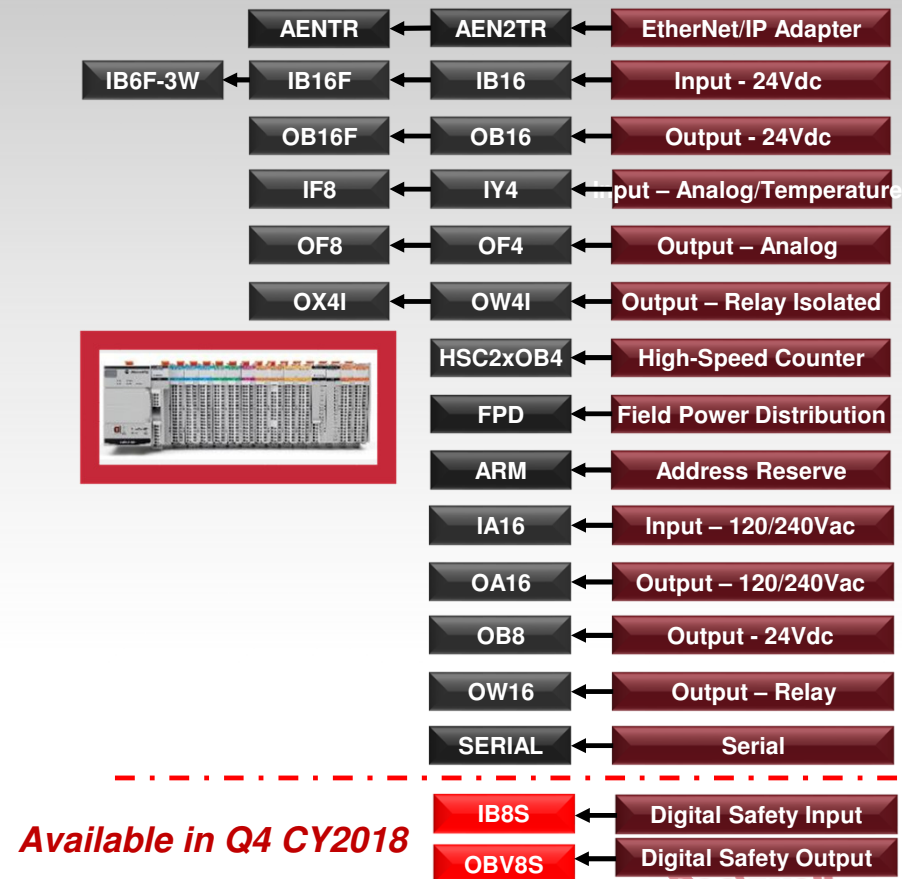 AENTR AEN2TR EtherNet/IP Adapter
IB6F-3W IB16F IB16 Input - 24Vdc
OB16F OB16 Output - 24Vdc
IF8 IY4 Input – Analog/Temperature
OF8 OF4 Output – Analog
OX4I OW4I Output – Relay Isolated
HSC2xOB4 High-Speed Counter
FPD Field Power Distribution
ARM Address Reserve
IA16 Input – 120/240Vac
OA16 Output – 120/240Vac
OB8 Output - 24Vdc
OW16 Output – Relay
SERIAL Serial
IB8S Digital Safety Input
Available in Q4 CY2018
OBV8S Digital Safety Output